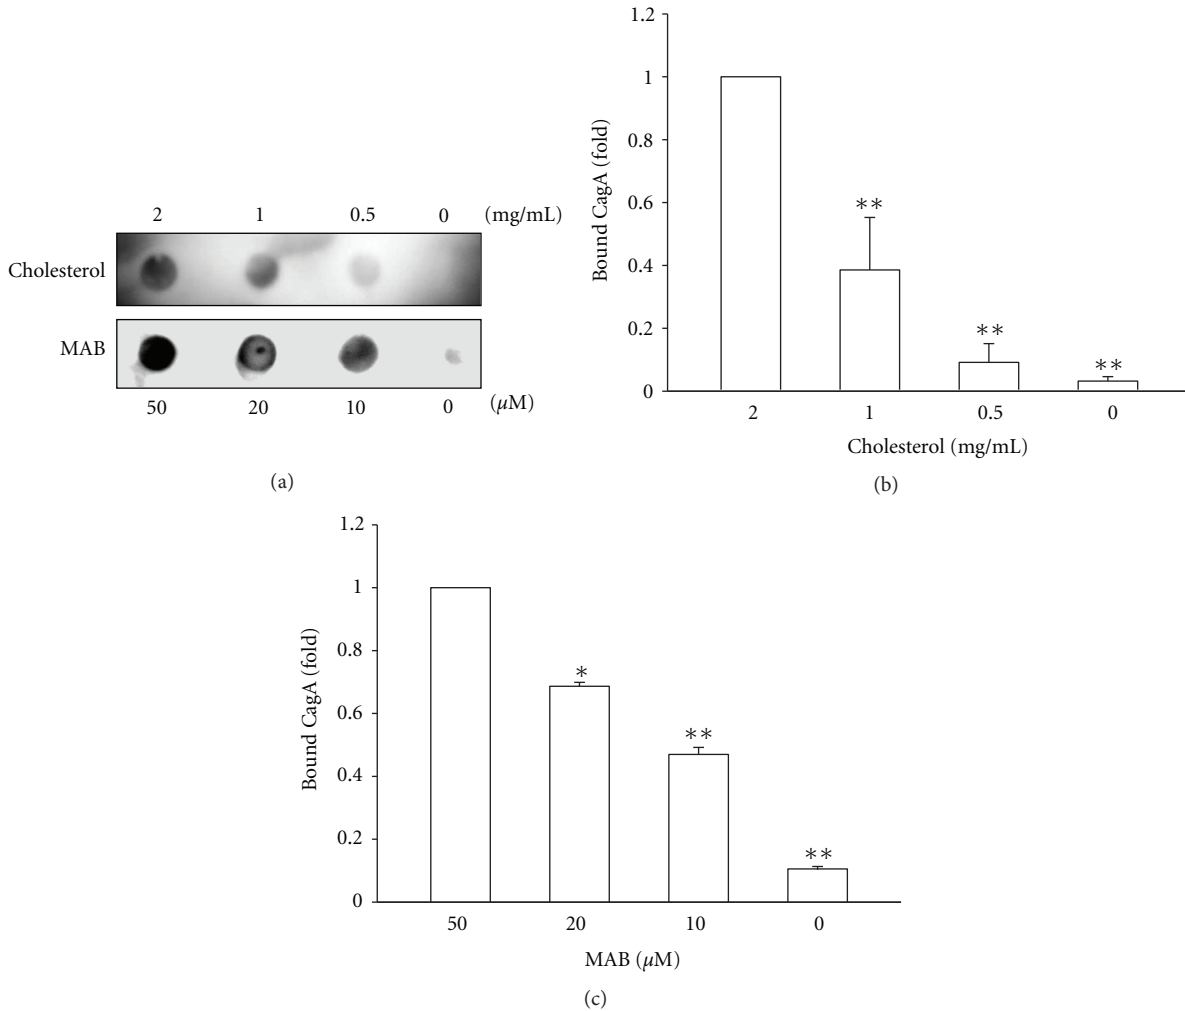 2 1 0.5 0 (mg/mL)
Cholesterol
MAB
50 20 10 0 (μM)
(a)
1.2
1
0.8
0.6
0.4
0.2
0
Bound CagA (fold)
**
**
**
2 1 0.5 0
Cholesterol (mg/mL)
(b)
1.2
1
0.8
0.6
0.4
0.2
0
Bound CagA (fold)
*
**
**
50 20 10 0
MAB (μM)
(c)